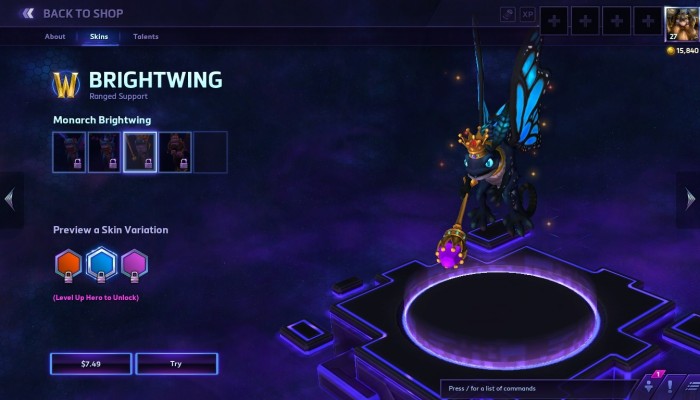 BACK TO SHOP
XP
About
Skins
Talents
27
15,840
W
BRIGHTWING
Ranged Support
Monarch Brightwing
Preview a Skin Variation
(Level Up Hero to Unlock)
$7.49
Try
Press / for a list of commands
1